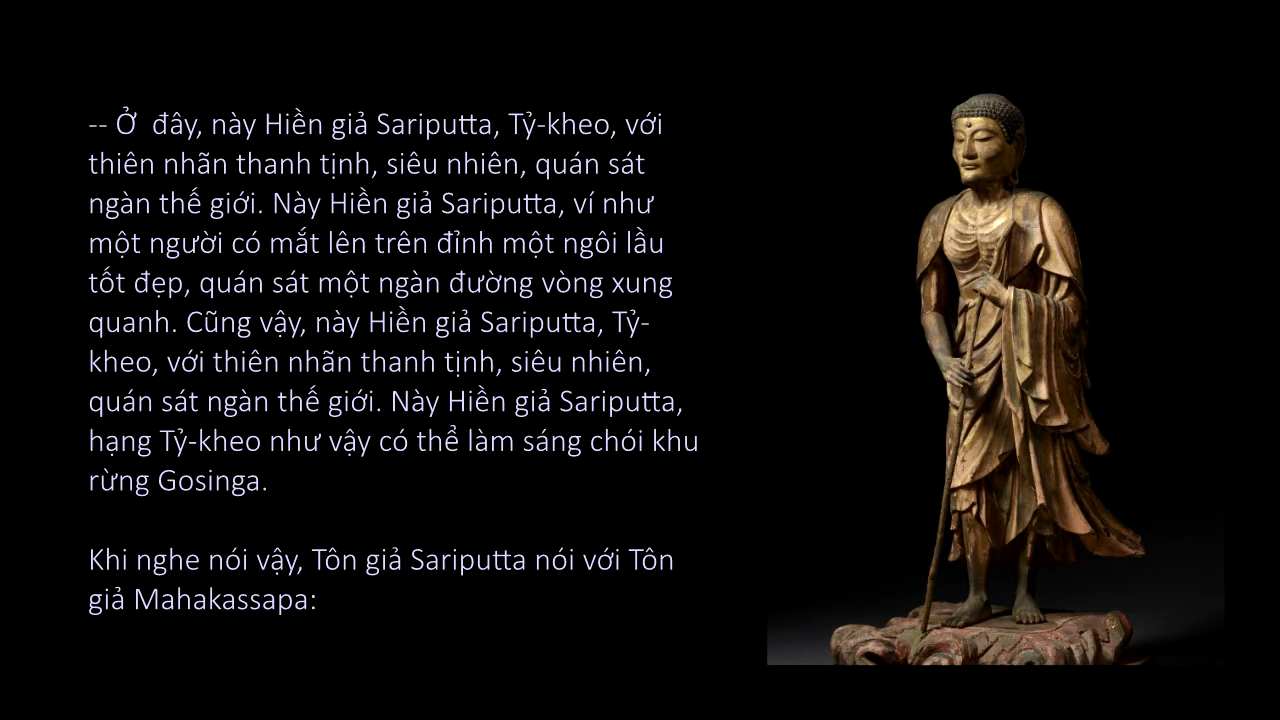 -- Ở  đây, này Hiền giả Sariputta, Tỷ-kheo, với
thiên nhãn thanh tịnh, siêu nhiên, quán sát
ngàn thế giới. Này Hiền giả Sariputta, ví như
một người có mắt lên trên đỉnh một ngôi lầu
tốt đẹp, quán sát một ngàn đường vòng xung
quanh. Cũng vậy, này Hiền giả Sariputta, Tỷ-
kheo, với thiên nhãn thanh tịnh, siêu nhiên,
quán sát ngàn thế giới. Này Hiền giả Sariputta,
hạng Tỷ-kheo như vậy có thể làm sáng chói khu
rừng Gosinga.

Khi nghe nói vậy, Tôn giả Sariputta nói với Tôn
giả Mahakassapa: